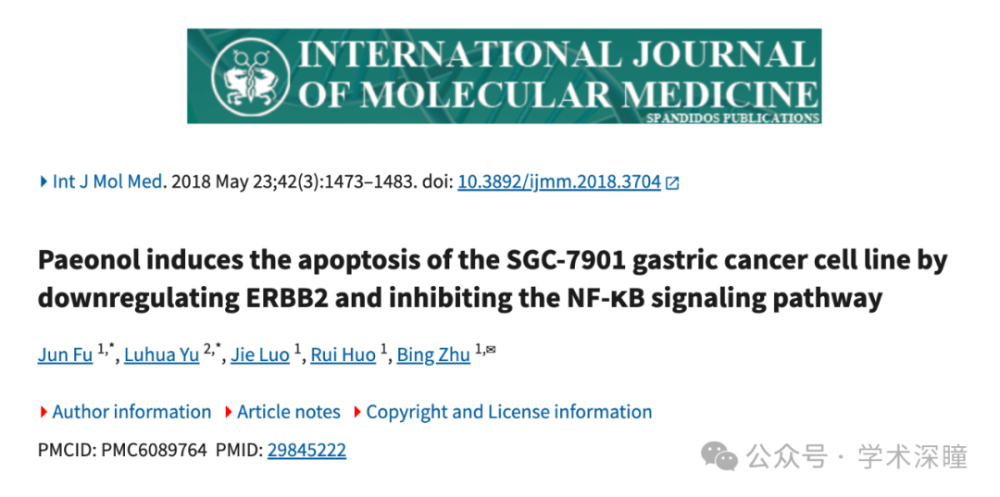 INTERNATIONAL JOURNAL
OF MOLECULAR MEDICINE
SPANDIDOS PUBLICATIONS
Int J Mol Med. 2018 May 23;42(3):1473–1483. doi: 10.3892/ijmm.2018.3704
Paeonol induces the apoptosis of the SGC-7901 gastric cancer cell line by
downregulating ERBB2 and inhibiting the NF-κB signaling pathway
Jun Fu 1,*, Luhua Yu 2,*, Jie Luo 1, Rui Huo 1, Bing Zhu 1,✉
Author information Article notes Copyright and License information
PMCID: PMC6089764 PMID: 29845222
公众号 · 学术深瞳